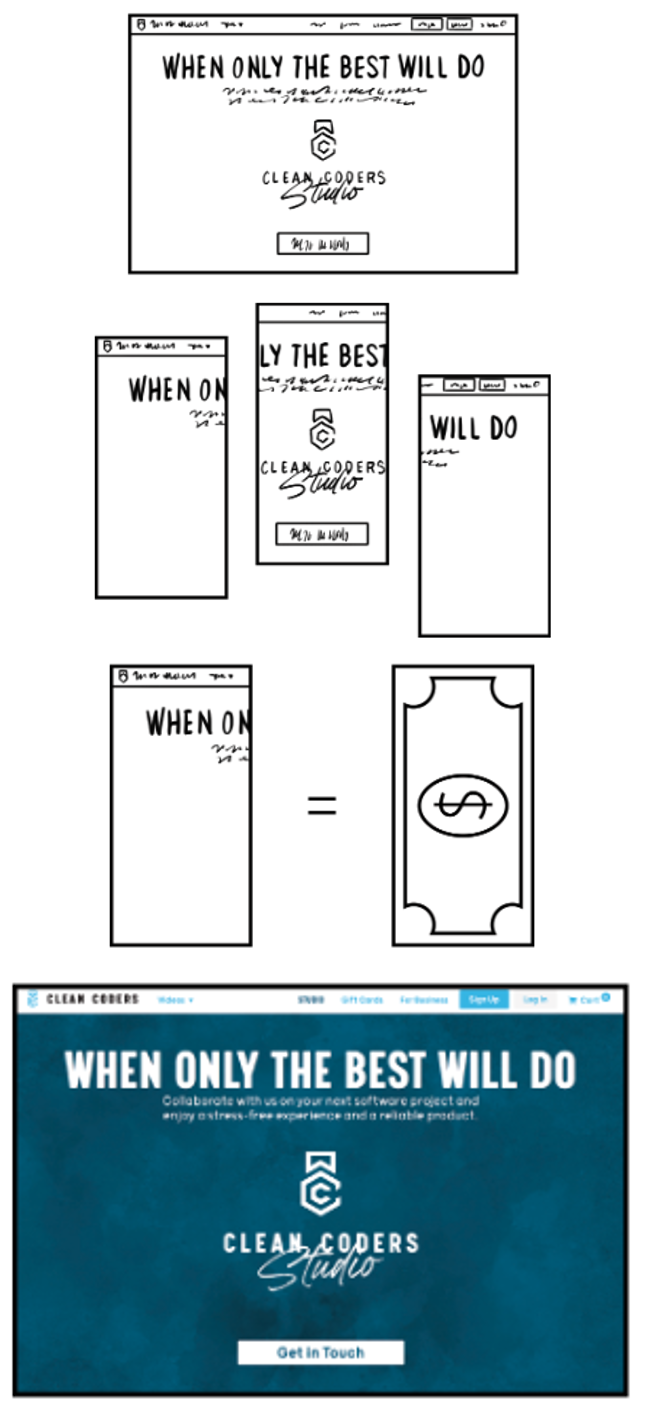 WHEN ONLY THE BEST WILL DO
CLEAN CODERS
Studio
WHEN ON
LY THE BEST
CLEAN CODERS
Studio
WILL DO
WHEN ON
=
$
CLEAN CODERS Videos STUDIO Gift Cards For Business Sign Up Log In Cart
WHEN ONLY THE BEST WILL DO
Collaborate with us on your next software project and
enjoy a stress-free experience and a reliable product.
CLEAN CODERS
Studio
Get in Touch